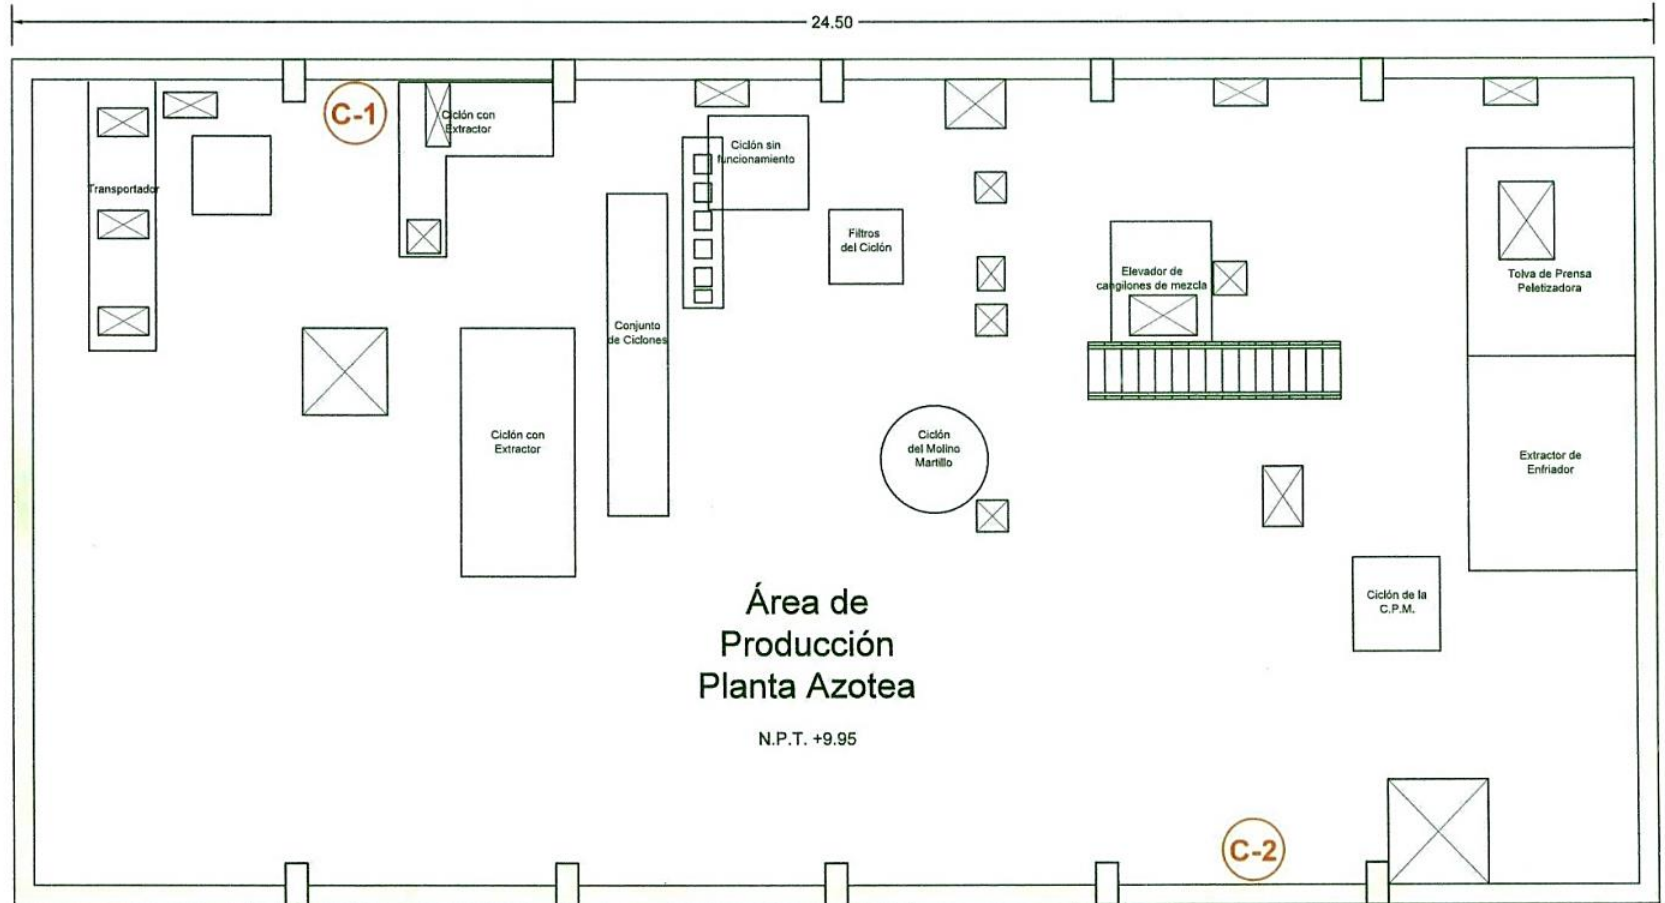 24.50
C-1
Ciclón con
Extractor
Transportador
Ciclón sin
funcionamiento
Filtros
del Ciclón
Elevador de
cangilones de mezcla
Tolva de Prensa
Peletizadora
Conjunto
de Ciclones
Ciclón con
Extractor
Ciclón
del Molino
Martillo
Extractor de
Enfriador
Ciclón de la
C.P.M.
Área de
Producción
Planta Azotea
N.P.T. +9.95
C-2